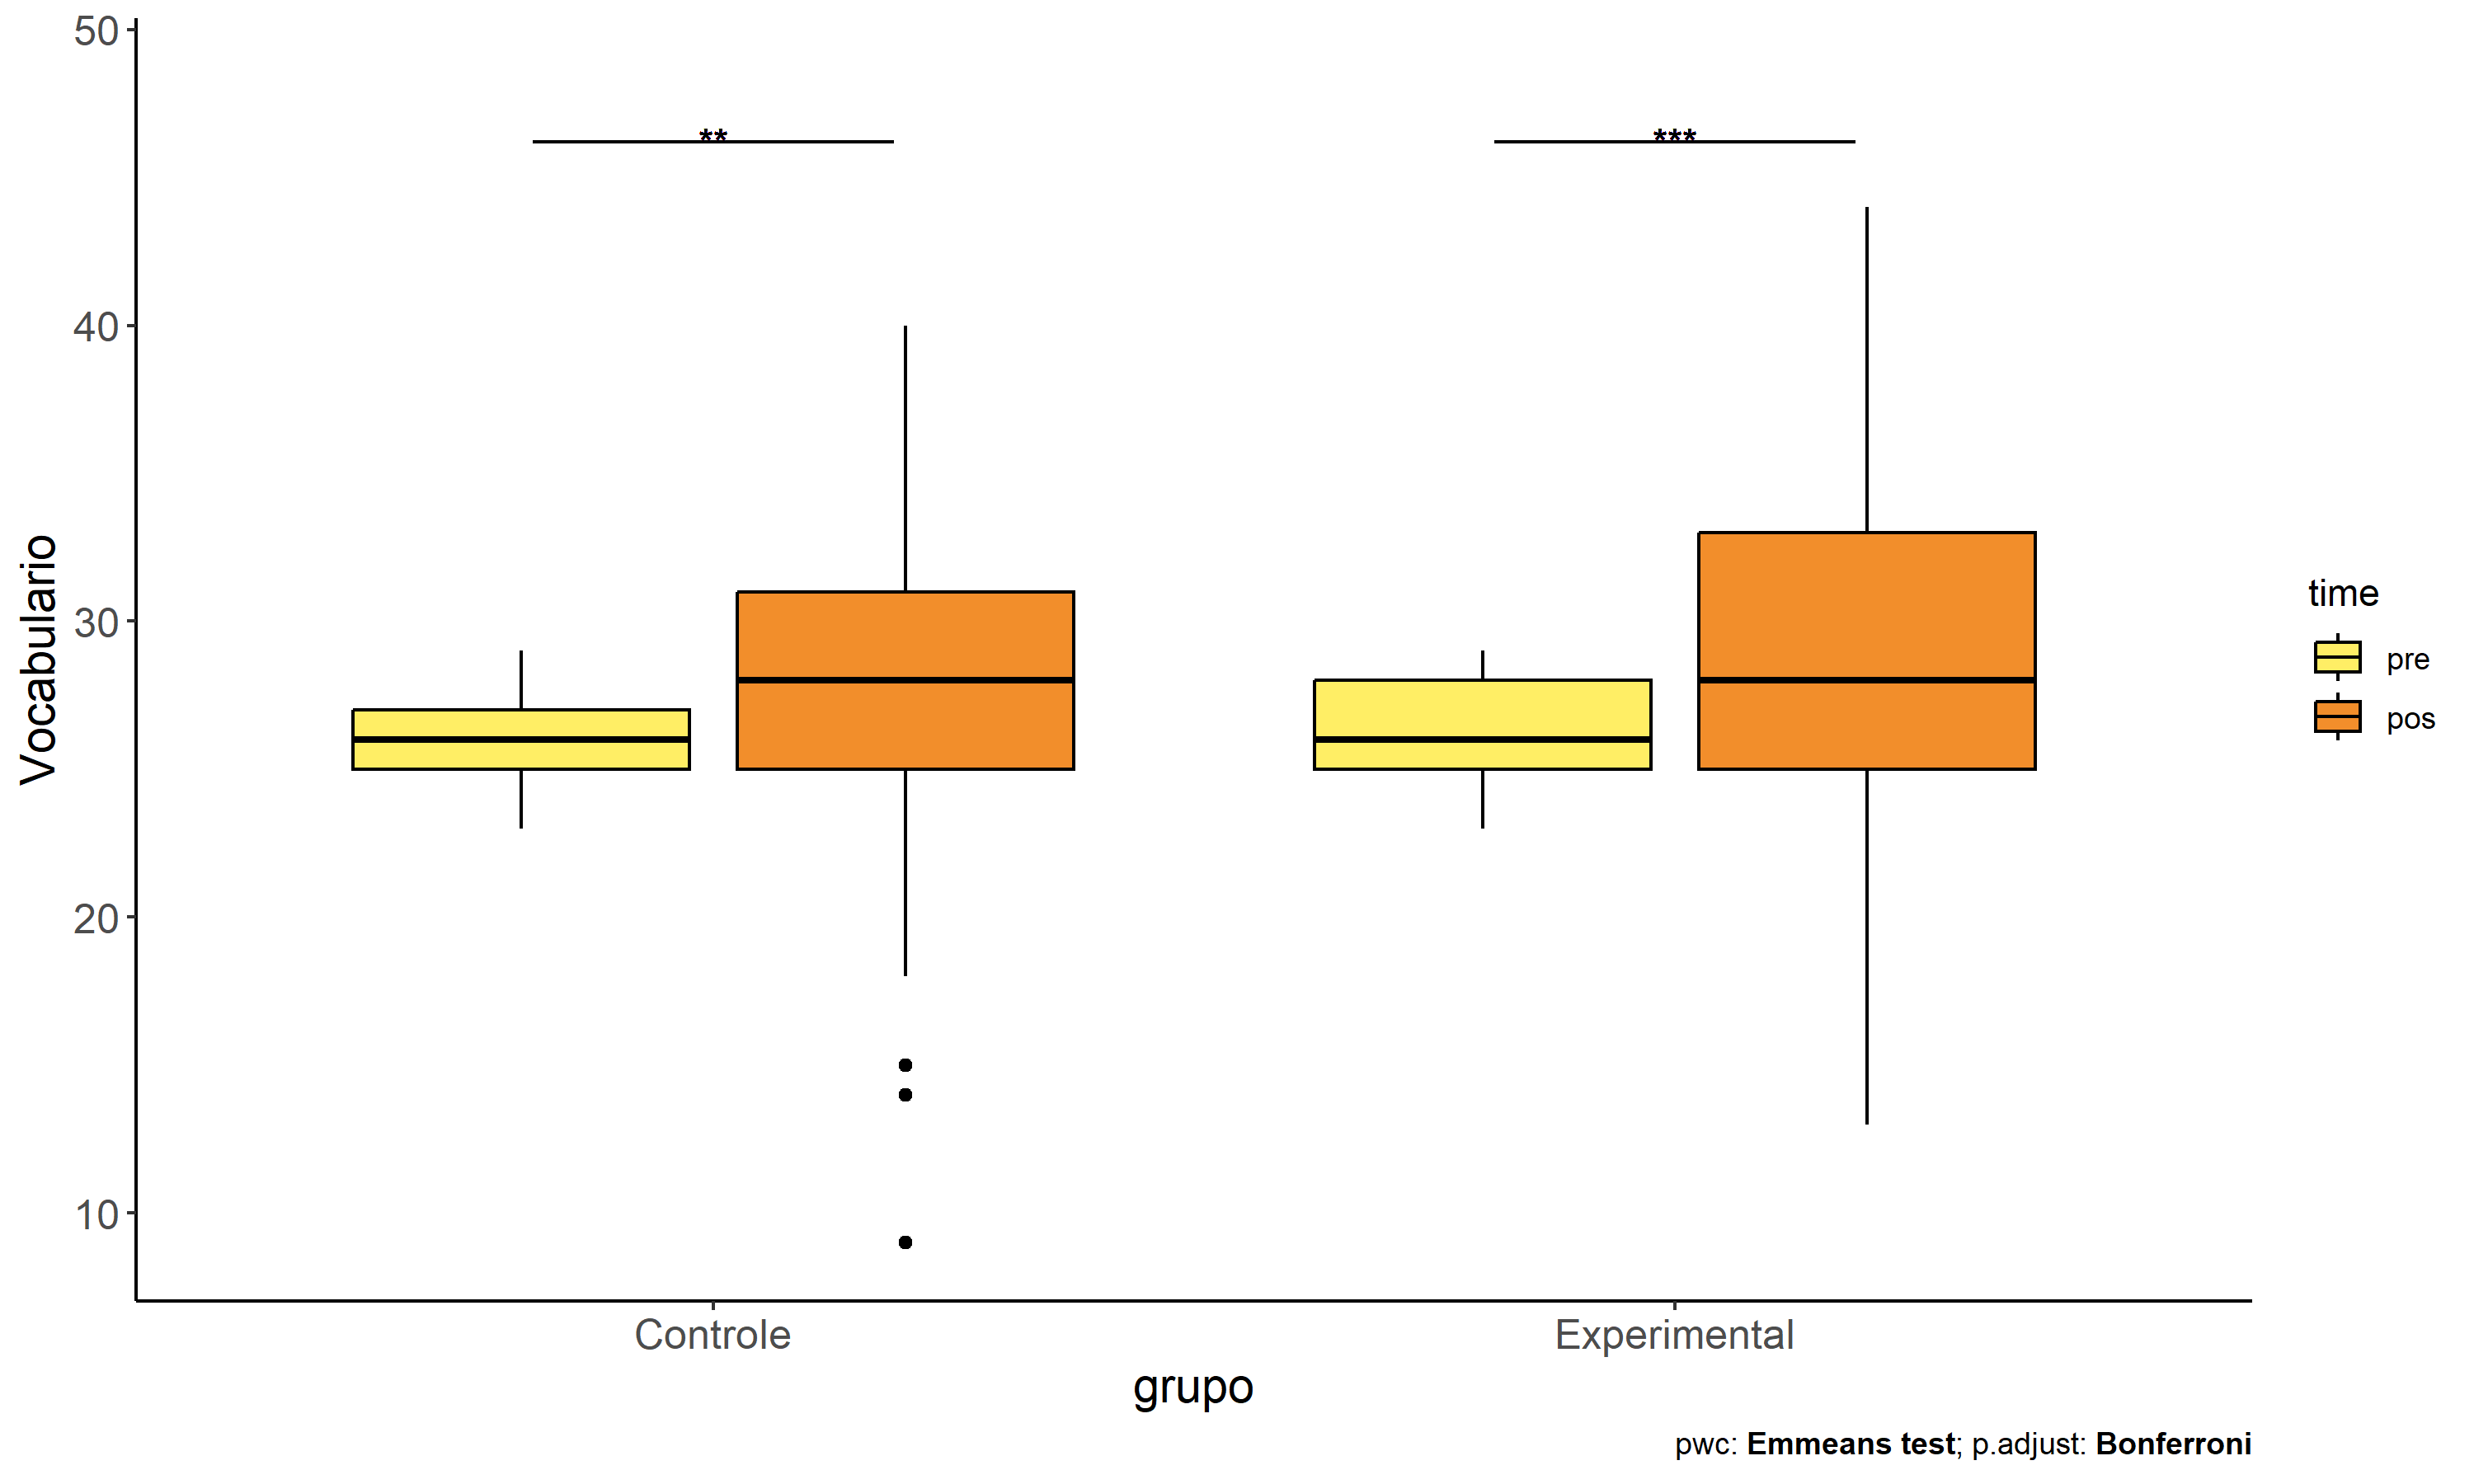 50
40
30
20
10
Vocabulario
**
***
Controle
Experimental
grupo
time
pre
pos
pwc: Emmeans test; p.adjust: Bonferroni